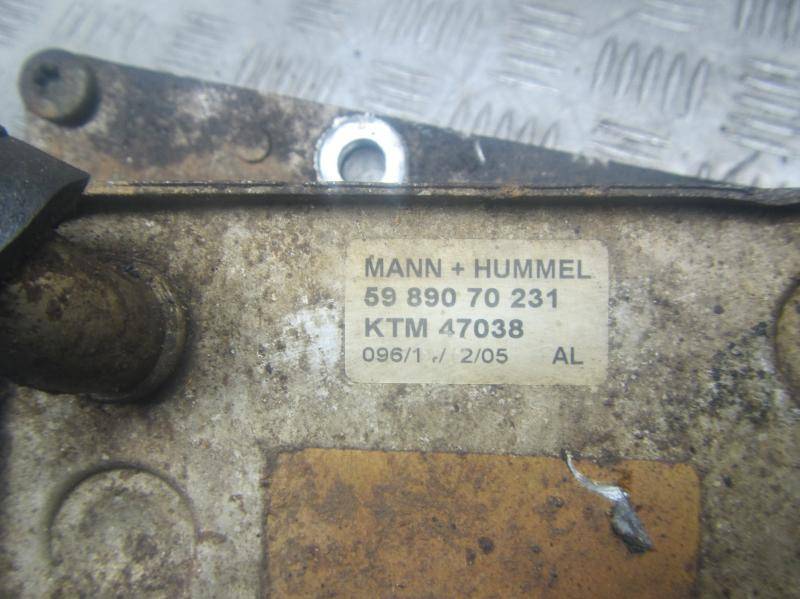 MANN + HUMMEL
59 890 70 231
KTM 47038
096/1 / 2/05 AL